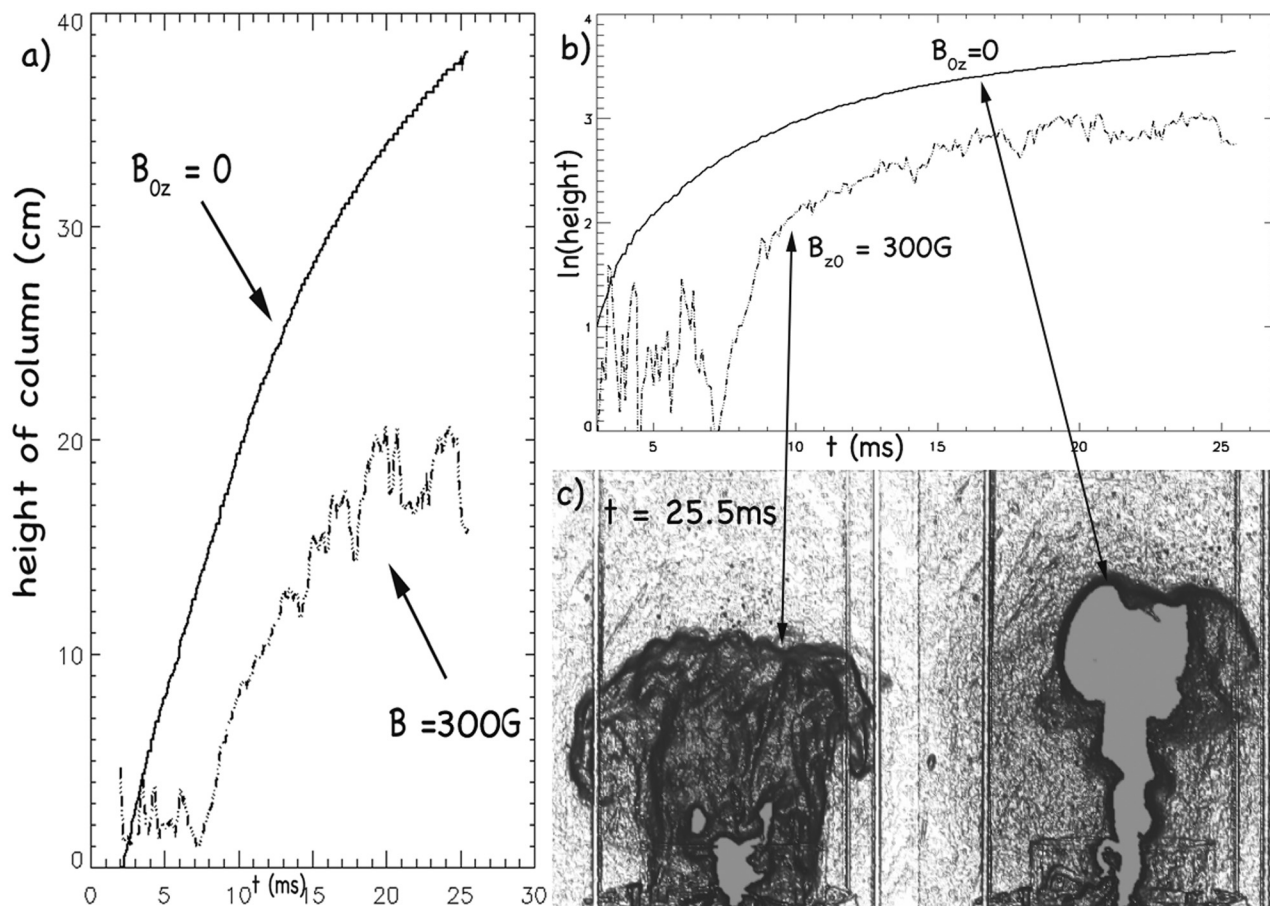 a)
height of column (cm)
40
30
20
10
0
B₀z = 0
B =300G
0 5 10 15 20 25 30
t (ms)
b)
ln(height)
4
3
2
1
0
B₀z=0
Bz0 = 300G
5 10 15 20 25
t (ms)
c)
t = 25.5ms